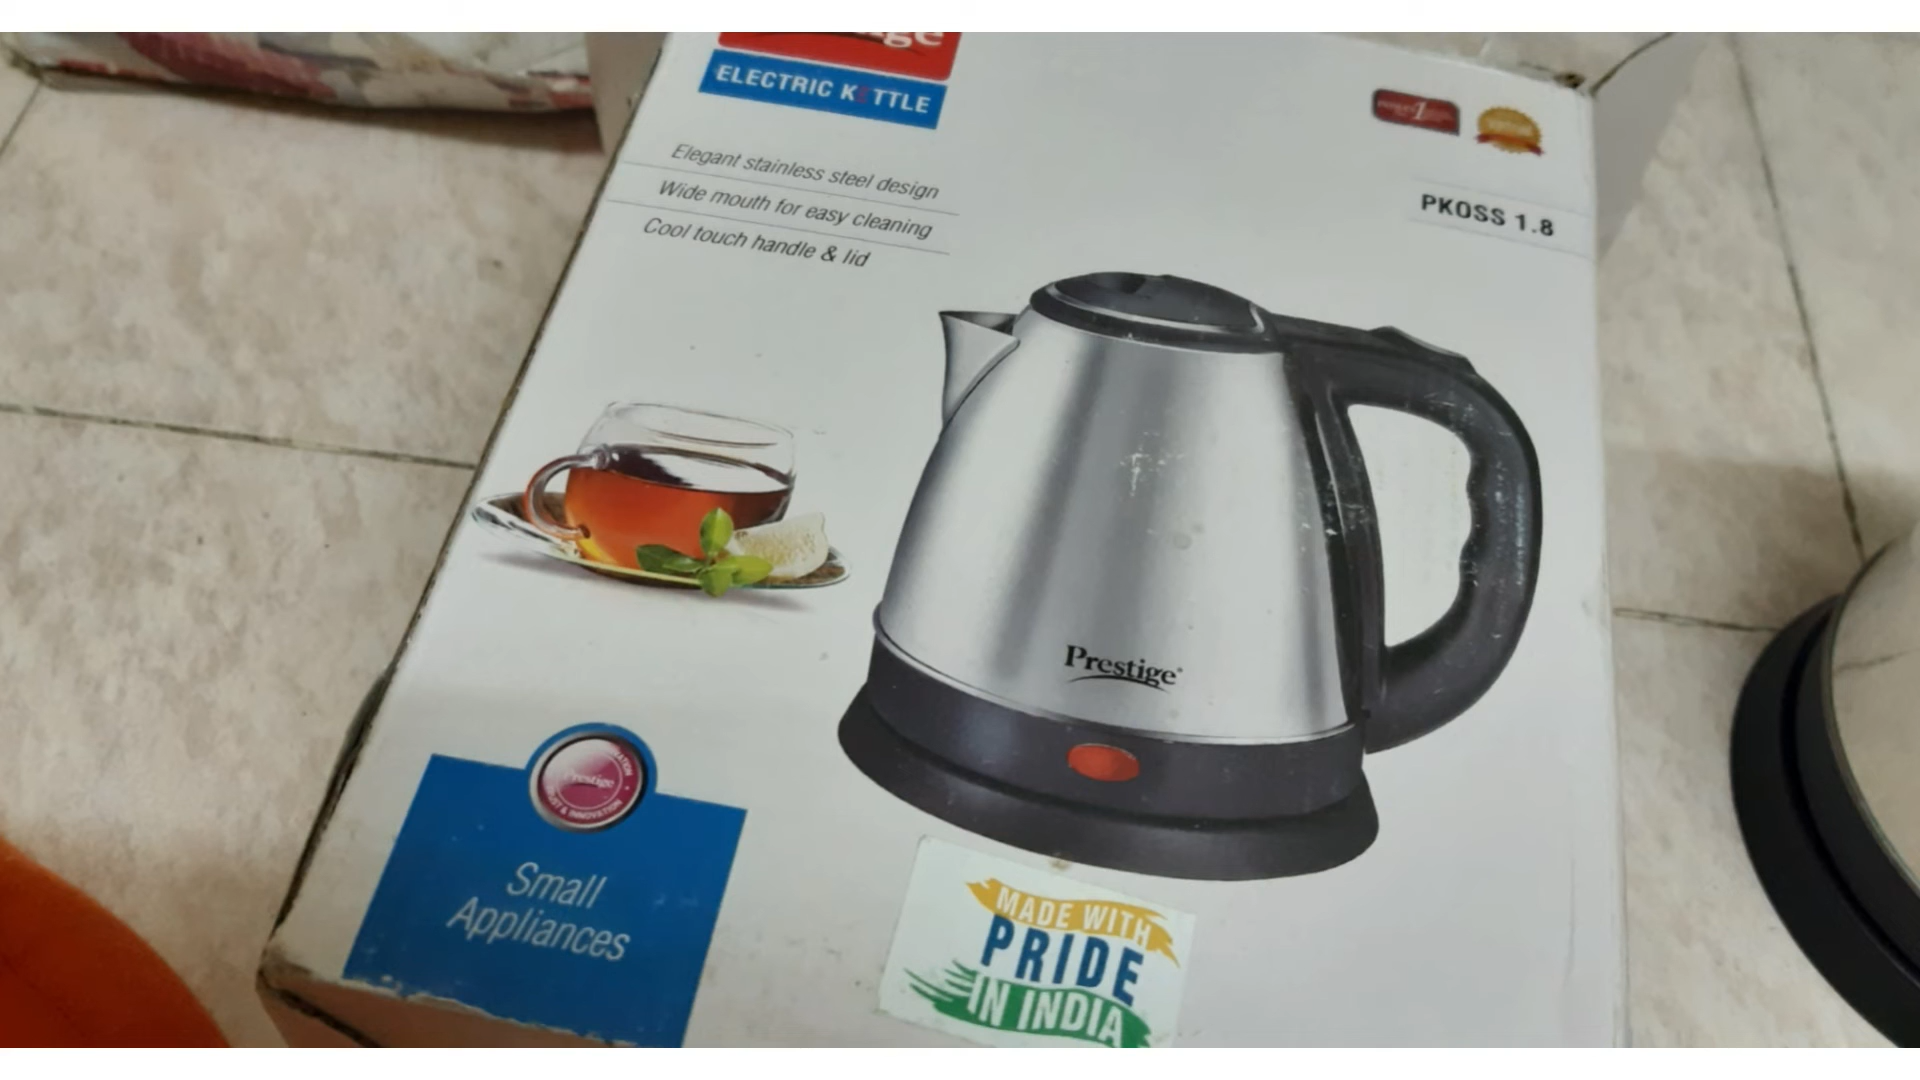 ELECTRIC KETTLE
Elegant stainless steel design
Wide mouth for easy cleaning
Cool touch handle & lid
PKOSS 1.8
Prestige
Prestige
Small
Appliances
MADE WITH
PRIDE
IN INDIA